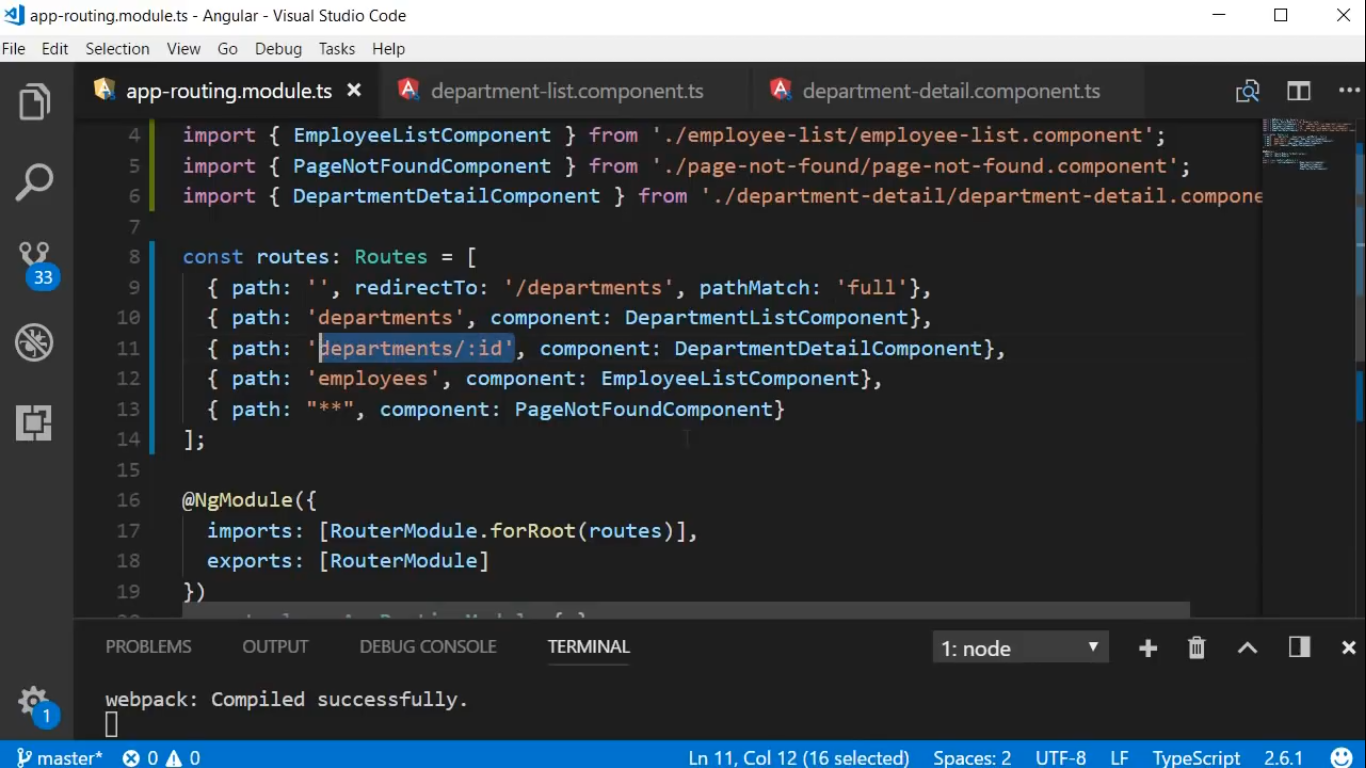 app-routing.module.ts - Angular - Visual Studio Code
File Edit Selection View Go Debug Tasks Help
app-routing.module.ts department-list.component.ts department-detail.component.ts
4 import { EmployeeListComponent } from './employee-list/employee-list.component';
5 import { PageNotFoundComponent } from './page-not-found/page-not-found.component';
6 import { DepartmentDetailComponent } from './department-detail/department-detail.compone
7
8 const routes: Routes = [
9 { path: '', redirectTo: '/departments', pathMatch: 'full'},
10 { path: 'departments', component: DepartmentListComponent},
11 { path: 'departments/:id', component: DepartmentDetailComponent},
12 { path: 'employees', component: EmployeeListComponent},
13 { path: "**", component: PageNotFoundComponent}
14 ];
15
16 @NgModule({
17 imports: [RouterModule.forRoot(routes)],
18 exports: [RouterModule]
19 })
33
PROBLEMS OUTPUT DEBUG CONSOLE TERMINAL 1: node
webpack: Compiled successfully.
1
master* 0 0 Ln 11, Col 12 (16 selected) Spaces: 2 UTF-8 LF TypeScript 2.6.1